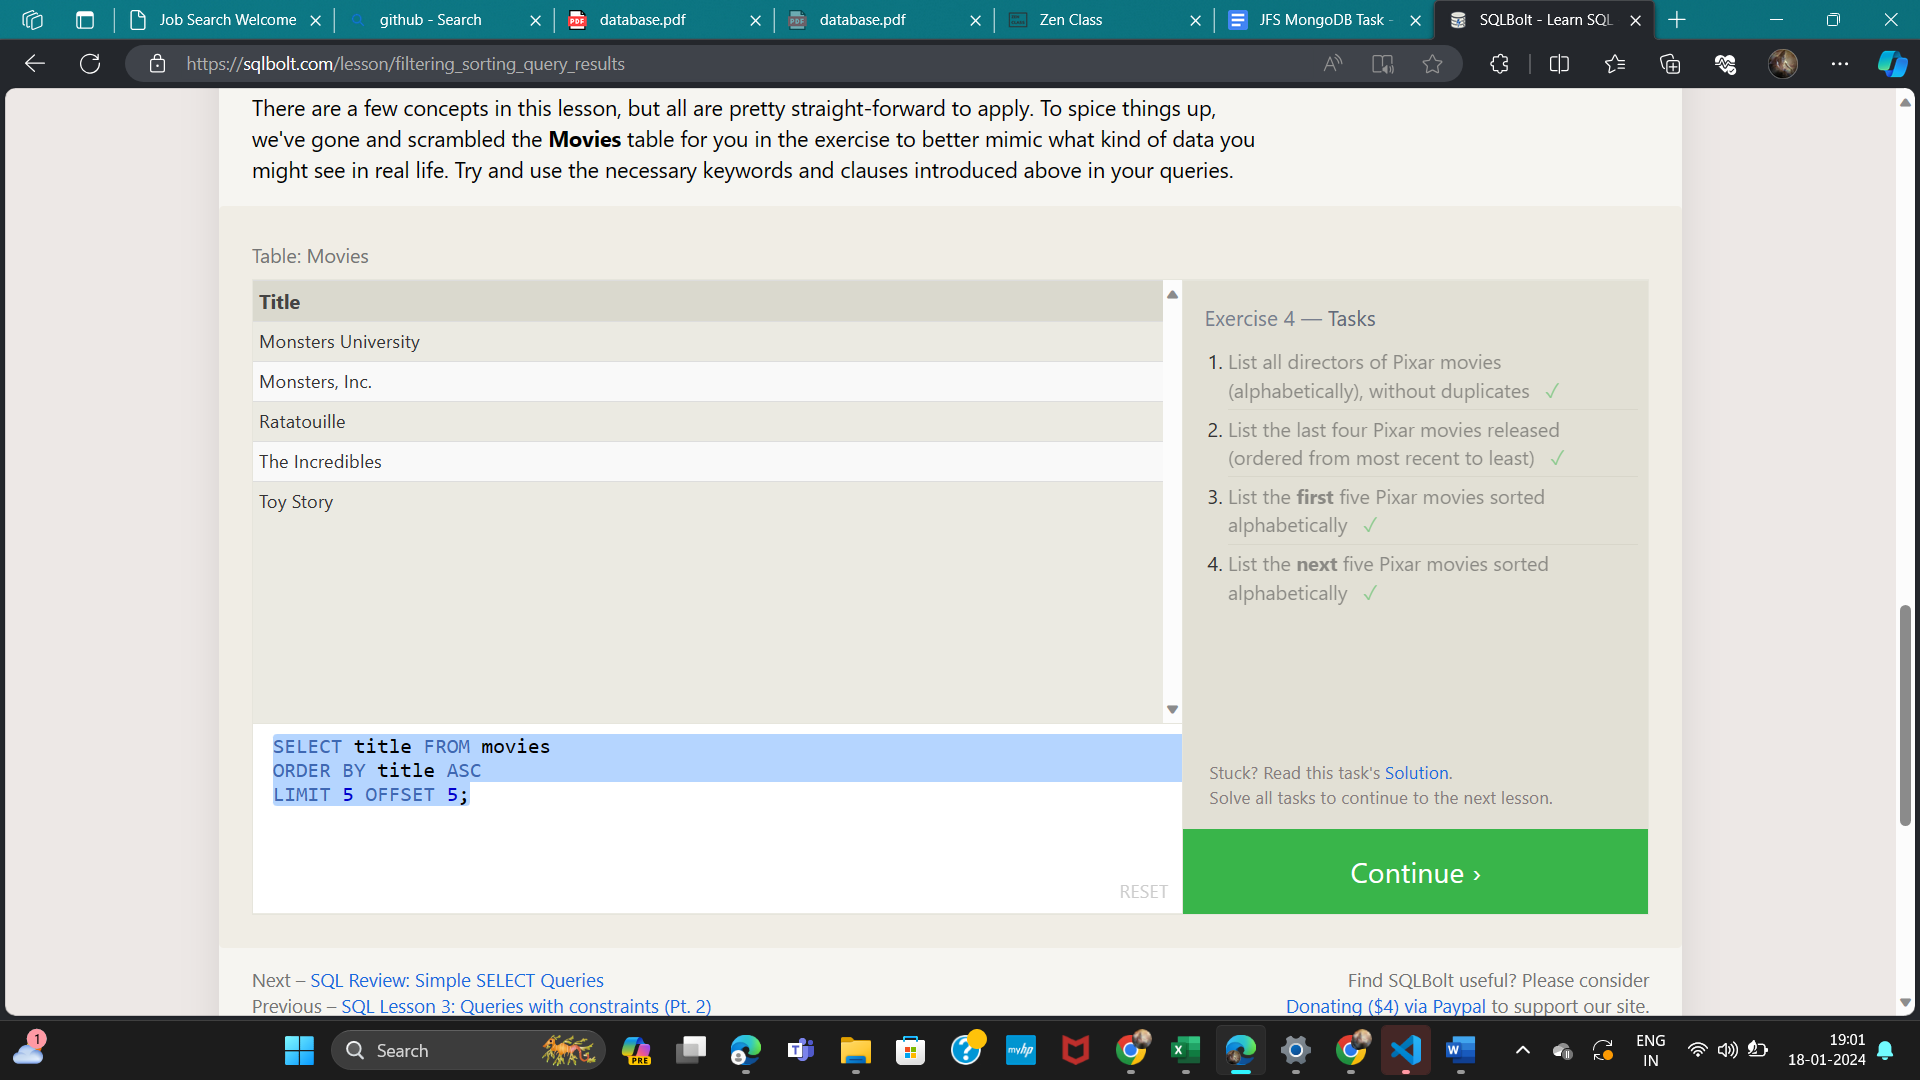 Job Search Welcome
github - Search
database.pdf
database.pdf
Zen Class
JFS MongoDB Task -
SQLBolt - Learn SQL
https://sqlbolt.com/lesson/filtering_sorting_query_results
There are a few concepts in this lesson, but all are pretty straight-forward to apply. To spice things up,
we've gone and scrambled the Movies table for you in the exercise to better mimic what kind of data you
might see in real life. Try and use the necessary keywords and clauses introduced above in your queries.
Table: Movies
Title
Monsters University
Monsters, Inc.
Ratatouille
The Incredibles
Toy Story
SELECT title FROM movies
ORDER BY title ASC
LIMIT 5 OFFSET 5;
RESET
Exercise 4 — Tasks
1. List all directors of Pixar movies
(alphabetically), without duplicates ✓
2. List the last four Pixar movies released
(ordered from most recent to least) ✓
3. List the first five Pixar movies sorted
alphabetically ✓
4. List the next five Pixar movies sorted
alphabetically ✓
Stuck? Read this task's Solution.
Solve all tasks to continue to the next lesson.
Continue ›
Next – SQL Review: Simple SELECT Queries
Previous – SQL Lesson 3: Queries with constraints (Pt. 2)
Find SQLBolt useful? Please consider
Donating ($4) via Paypal to support our site.
1
Search
PRE
myhp
ENG
IN
19:01
18-01-2024